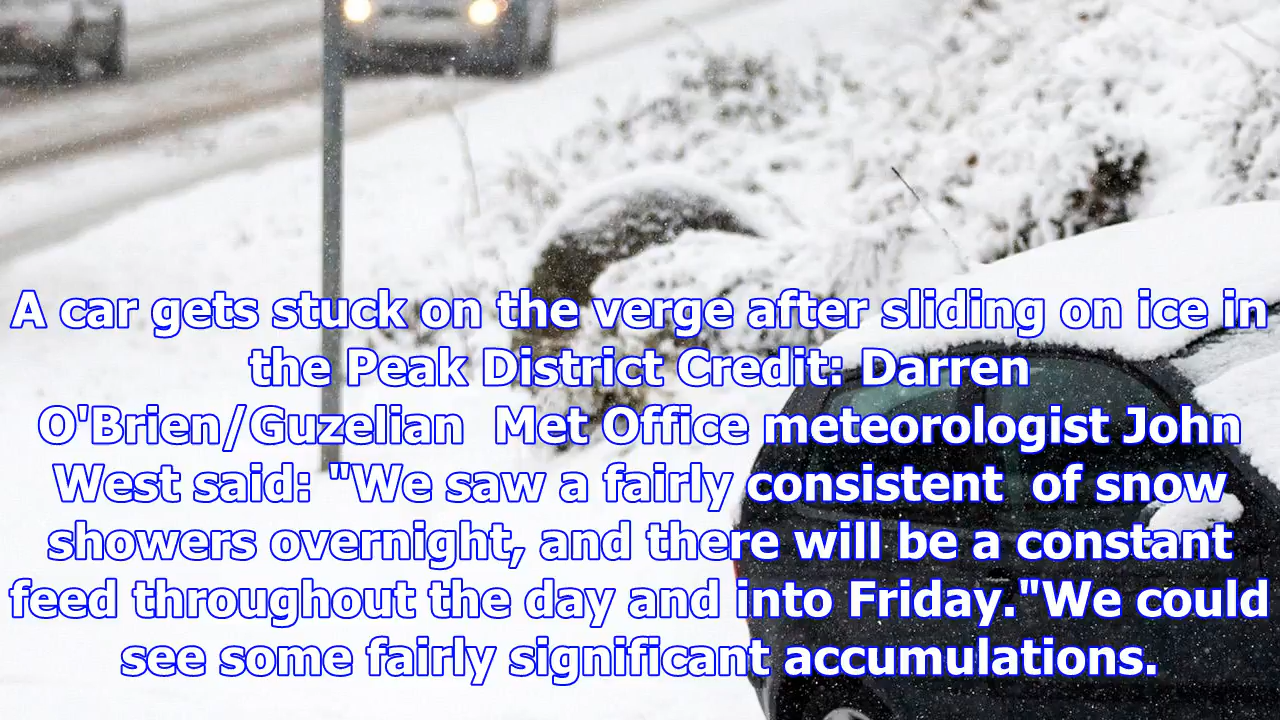 A car gets stuck on the verge after sliding on ice in
the Peak District Credit: Darren
O'Brien/Guzelian  Met Office meteorologist John
West said: "We saw a fairly consistent  of snow
showers overnight, and there will be a constant
feed throughout the day and into Friday."We could
see some fairly significant accumulations.